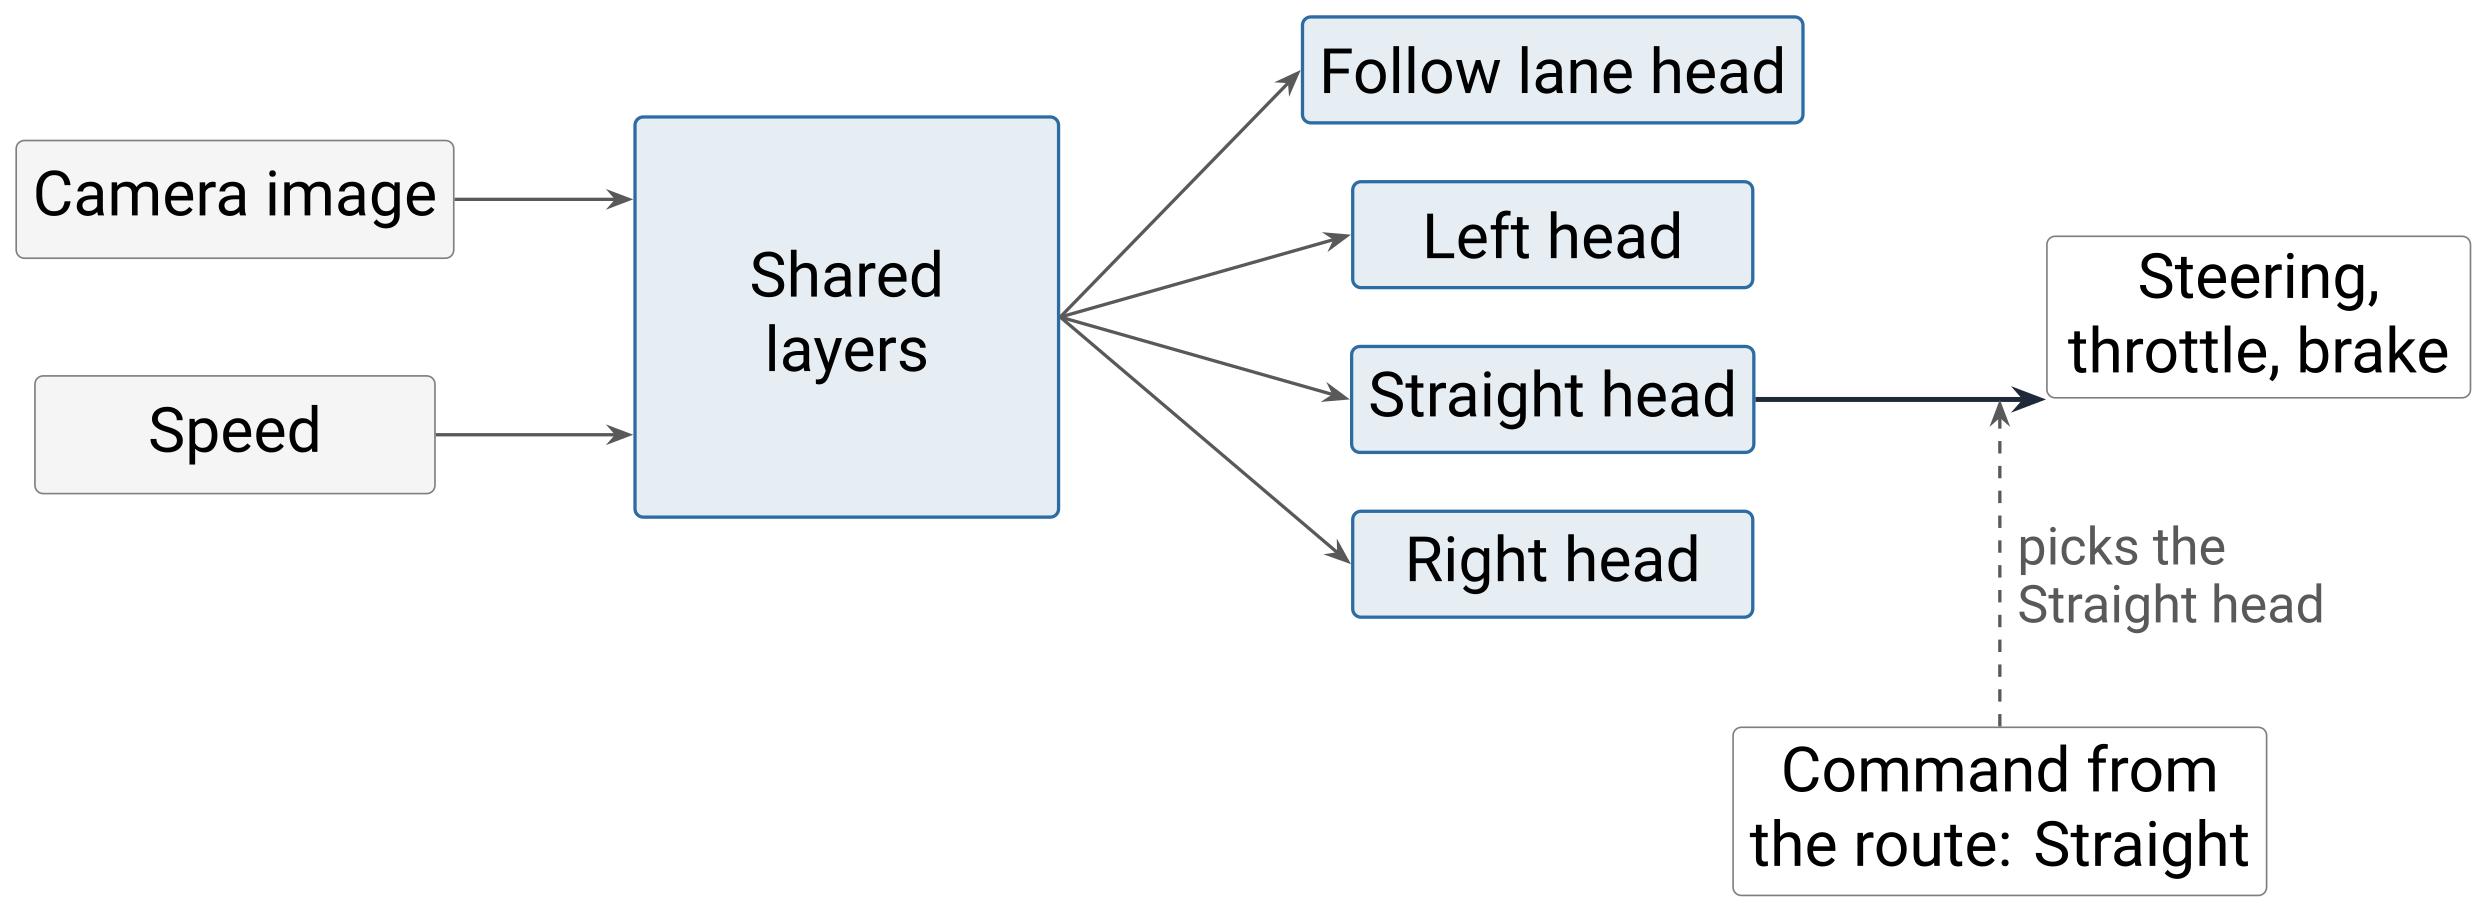 Camera image
Speed
Shared
layers
Follow lane head
Left head
Straight head
Right head
Steering,
throttle, brake
picks the
Straight head
Command from
the route: Straight